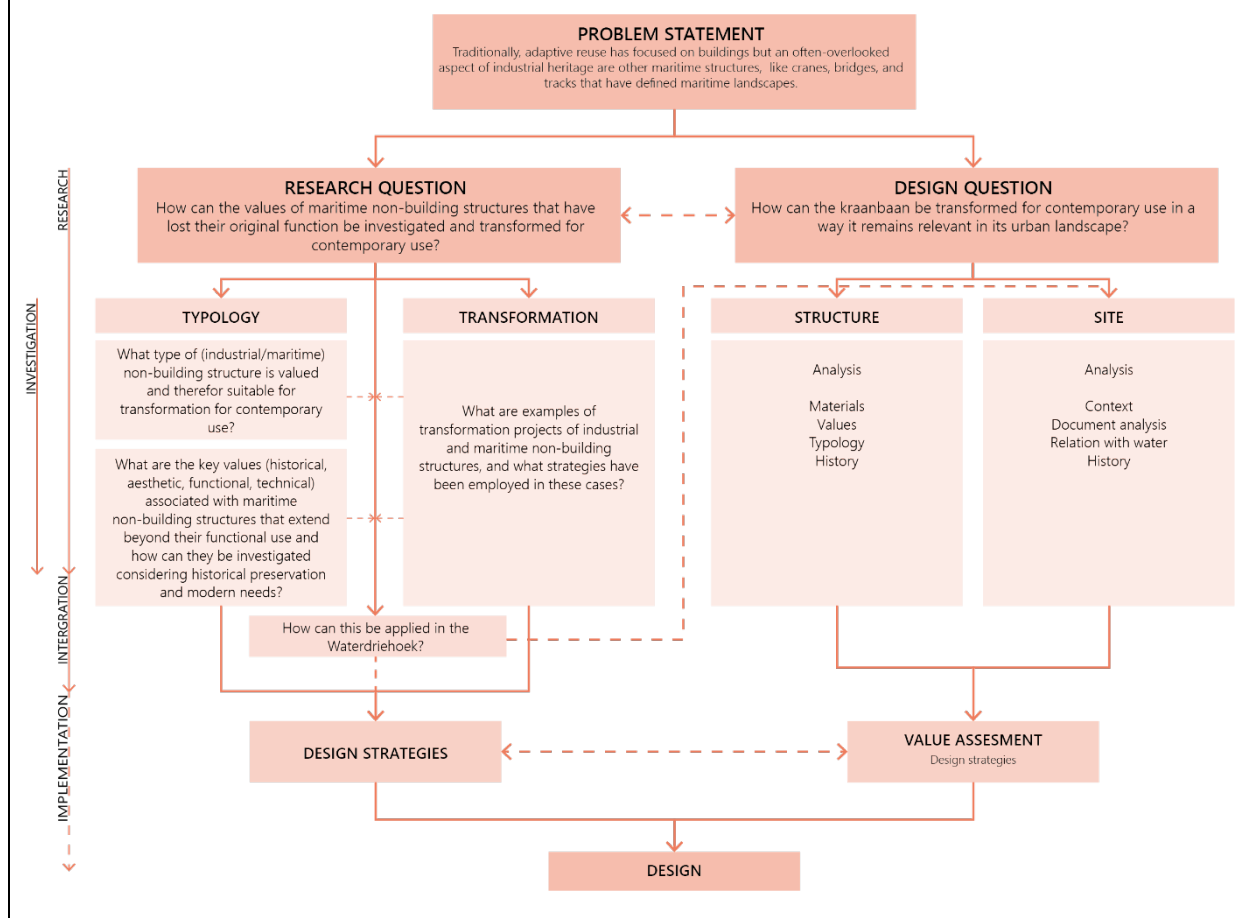 PROBLEM STATEMENT
Traditionally, adaptive reuse has focused on buildings but an often-overlooked
aspect of industrial heritage are other maritime structures, like cranes, bridges, and
tracks that have defined maritime landscapes.
RESEARCH
INVESTIGATION
INTERGRATION
IMPLEMENTATION
RESEARCH QUESTION
How can the values of maritime non-building structures that have
lost their original function be investigated and transformed for
contemporary use?
DESIGN QUESTION
How can the kraanbaan be transformed for contemporary use in a
way it remains relevant in its urban landscape?
TYPOLOGY
What type of (industrial/maritime)
non-building structure is valued
and therefor suitable for
transformation for contemporary
use?
What are the key values (historical,
aesthetic, functional, technical)
associated with maritime
non-building structures that extend
beyond their functional use and
how can they be investigated
considering historical preservation
and modern needs?
TRANSFORMATION
What are examples of
transformation projects of industrial
and maritime non-building
structures, and what strategies have
been employed in these cases?
STRUCTURE
Analysis
Materials
Values
Typology
History
SITE
Analysis
Context
Document analysis
Relation with water
History
How can this be applied in the
Waterdriehoek?
DESIGN STRATEGIES
VALUE ASSESMENT
Design strategies
DESIGN